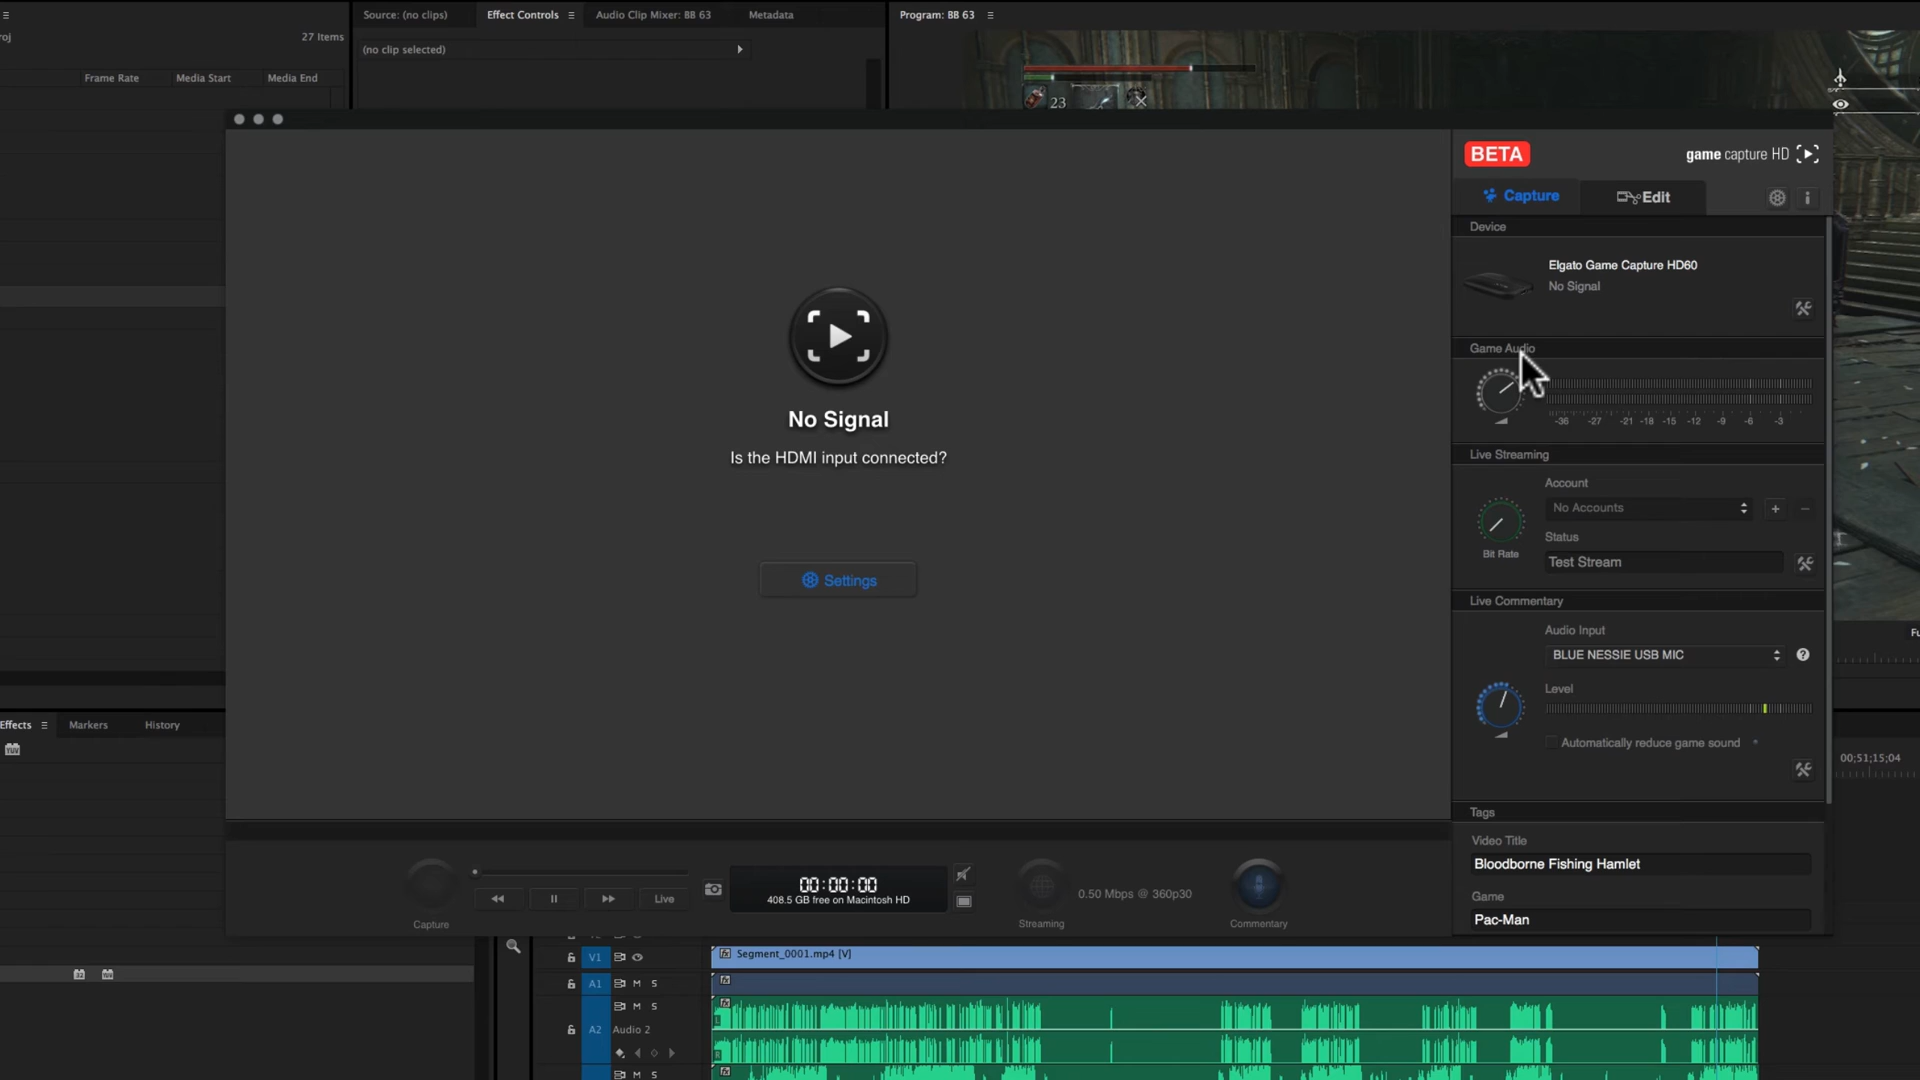 Source: (no clips)
Effect Controls
Audio Clip Mixer: BB 63
Metadata
Program: BB 63
roj
27 Items
(no clip selected)
Frame Rate
Media Start
Media End
23
BETA
game capture HD
Capture
Edit
Device
Elgato Game Capture HD60
No Signal
Game Audio
-36 -27 -21 -18 -15 -12 -9 -6 -3
No Signal
Is the HDMI input connected?
Settings
Live Streaming
Account
No Accounts
Bit Rate
Status
Test Stream
Live Commentary
Audio Input
BLUE NESSIE USB MIC
Level
Automatically reduce game sound
Tags
Video Title
Bloodborne Fishing Hamlet
Game
Pac-Man
Fu
Effects
Markers
History
00;51;15;04
Capture
Live
00:00:00
408.5 GB free on Macintosh HD
Streaming
0.50 Mbps @ 360p30
Commentary
V1
Segment_0001.mp4 [V]
A1
M S
M S
A2
Audio 2
L
R
M S